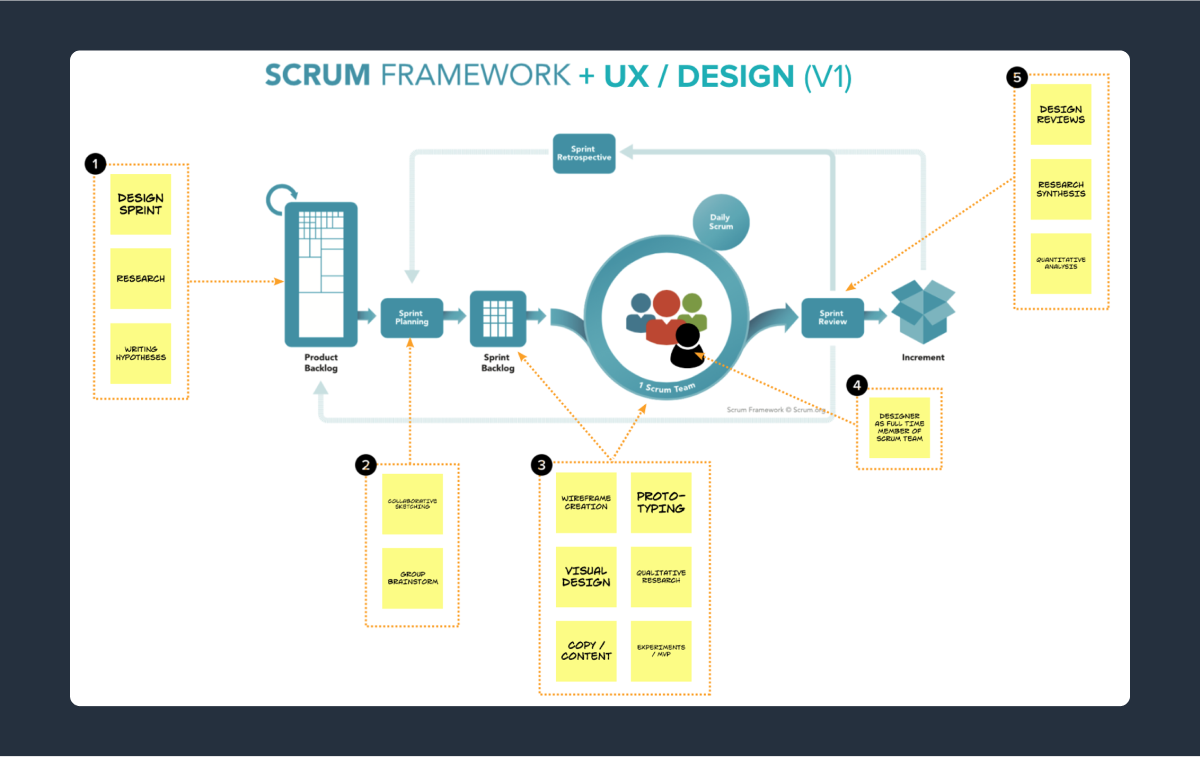 SCRUM FRAMEWORK + UX / DESIGN (V1)
5
DESIGN
REVIEWS
RESEARCH
SYNTHESIS
QUANTITATIVE
ANALYSIS
Sprint
Retrospective
1
DESIGN
SPRINT
RESEARCH
WRITING
HYPOTHESES
Daily
Scrum
Sprint
Planning
Sprint
Review
Product
Backlog
Sprint
Backlog
1 Scrum Team
Increment
Scrum Framework © Scrum.org
4
DESIGNER
AS FULL TIME
MEMBER OF
SCRUM TEAM
2
COLLABORATIVE
SKETCHING
GROUP
BRAINSTORM
3
WIREFRAME
CREATION
PROTO-
TYPING
VISUAL
DESIGN
QUALITATIVE
RESEARCH
COPY /
CONTENT
EXPERIMENTS
/ MVP